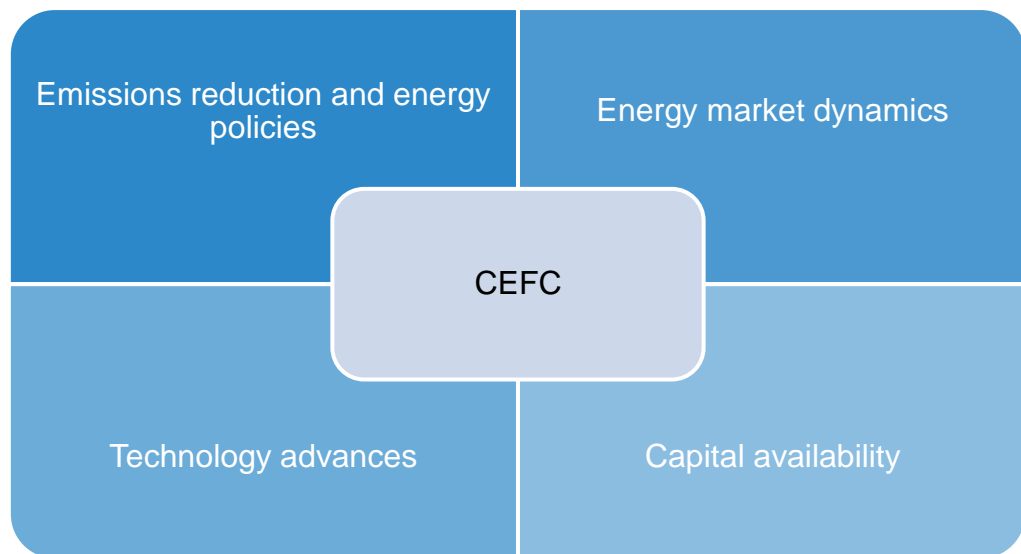 Emissions reduction and energy
policies
Energy market dynamics
CEFC
Technology advances
Capital availability